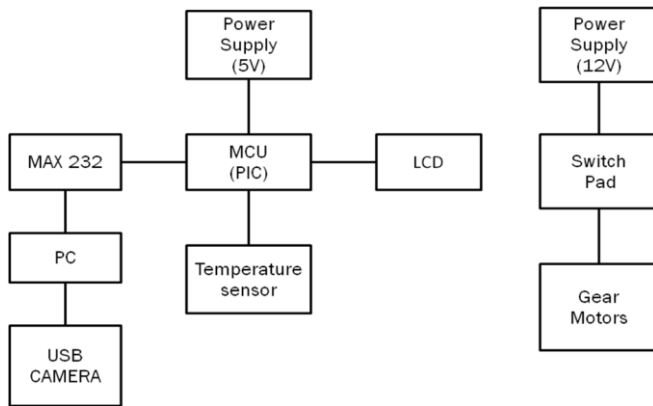 Power
Supply
(5V)
Power
Supply
(12V)
MAX 232
MCU
(PIC)
LCD
Switch
Pad
PC
Temperature
sensor
Gear
Motors
USB
CAMERA